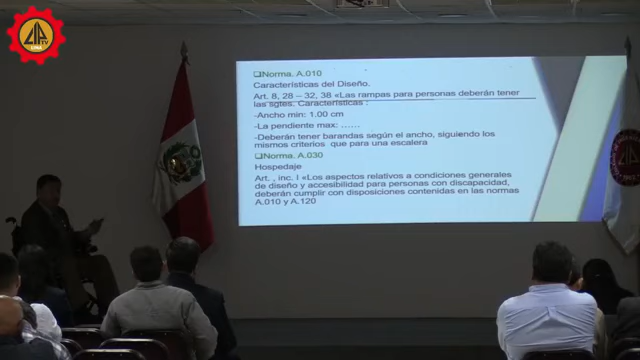 CIP
TV
LIMA
❑Norma. A.010
Características del Diseño.
Art. 8, 28 – 32, 38 «Las rampas para personas deberán tener
las sgtes. Características :
-Ancho min: 1.00 cm
-La pendiente max: ……
-Deberán tener barandas según el ancho, siguiendo los
mismos criterios que para una escalera
❑Norma A.030
Hospedaje
Art. , inc. I «Los aspectos relativos a condiciones generales
de diseño y accesibilidad para personas con discapacidad,
deberán cumplir con disposiciones contenidas en las normas
A.010 y A.120